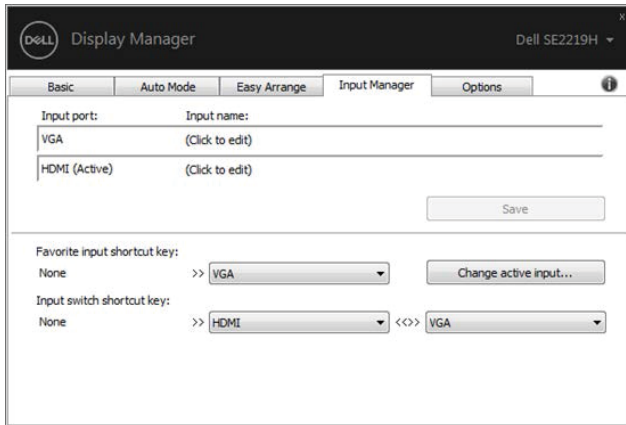 x
DELL Display Manager Dell SE2219H
Basic Auto Mode Easy Arrange Input Manager Options i
Input port: Input name:
VGA (Click to edit)
HDMI (Active) (Click to edit)
Save
Favorite input shortcut key:
None >> VGA Change active input...
Input switch shortcut key:
None >> HDMI <<>> VGA